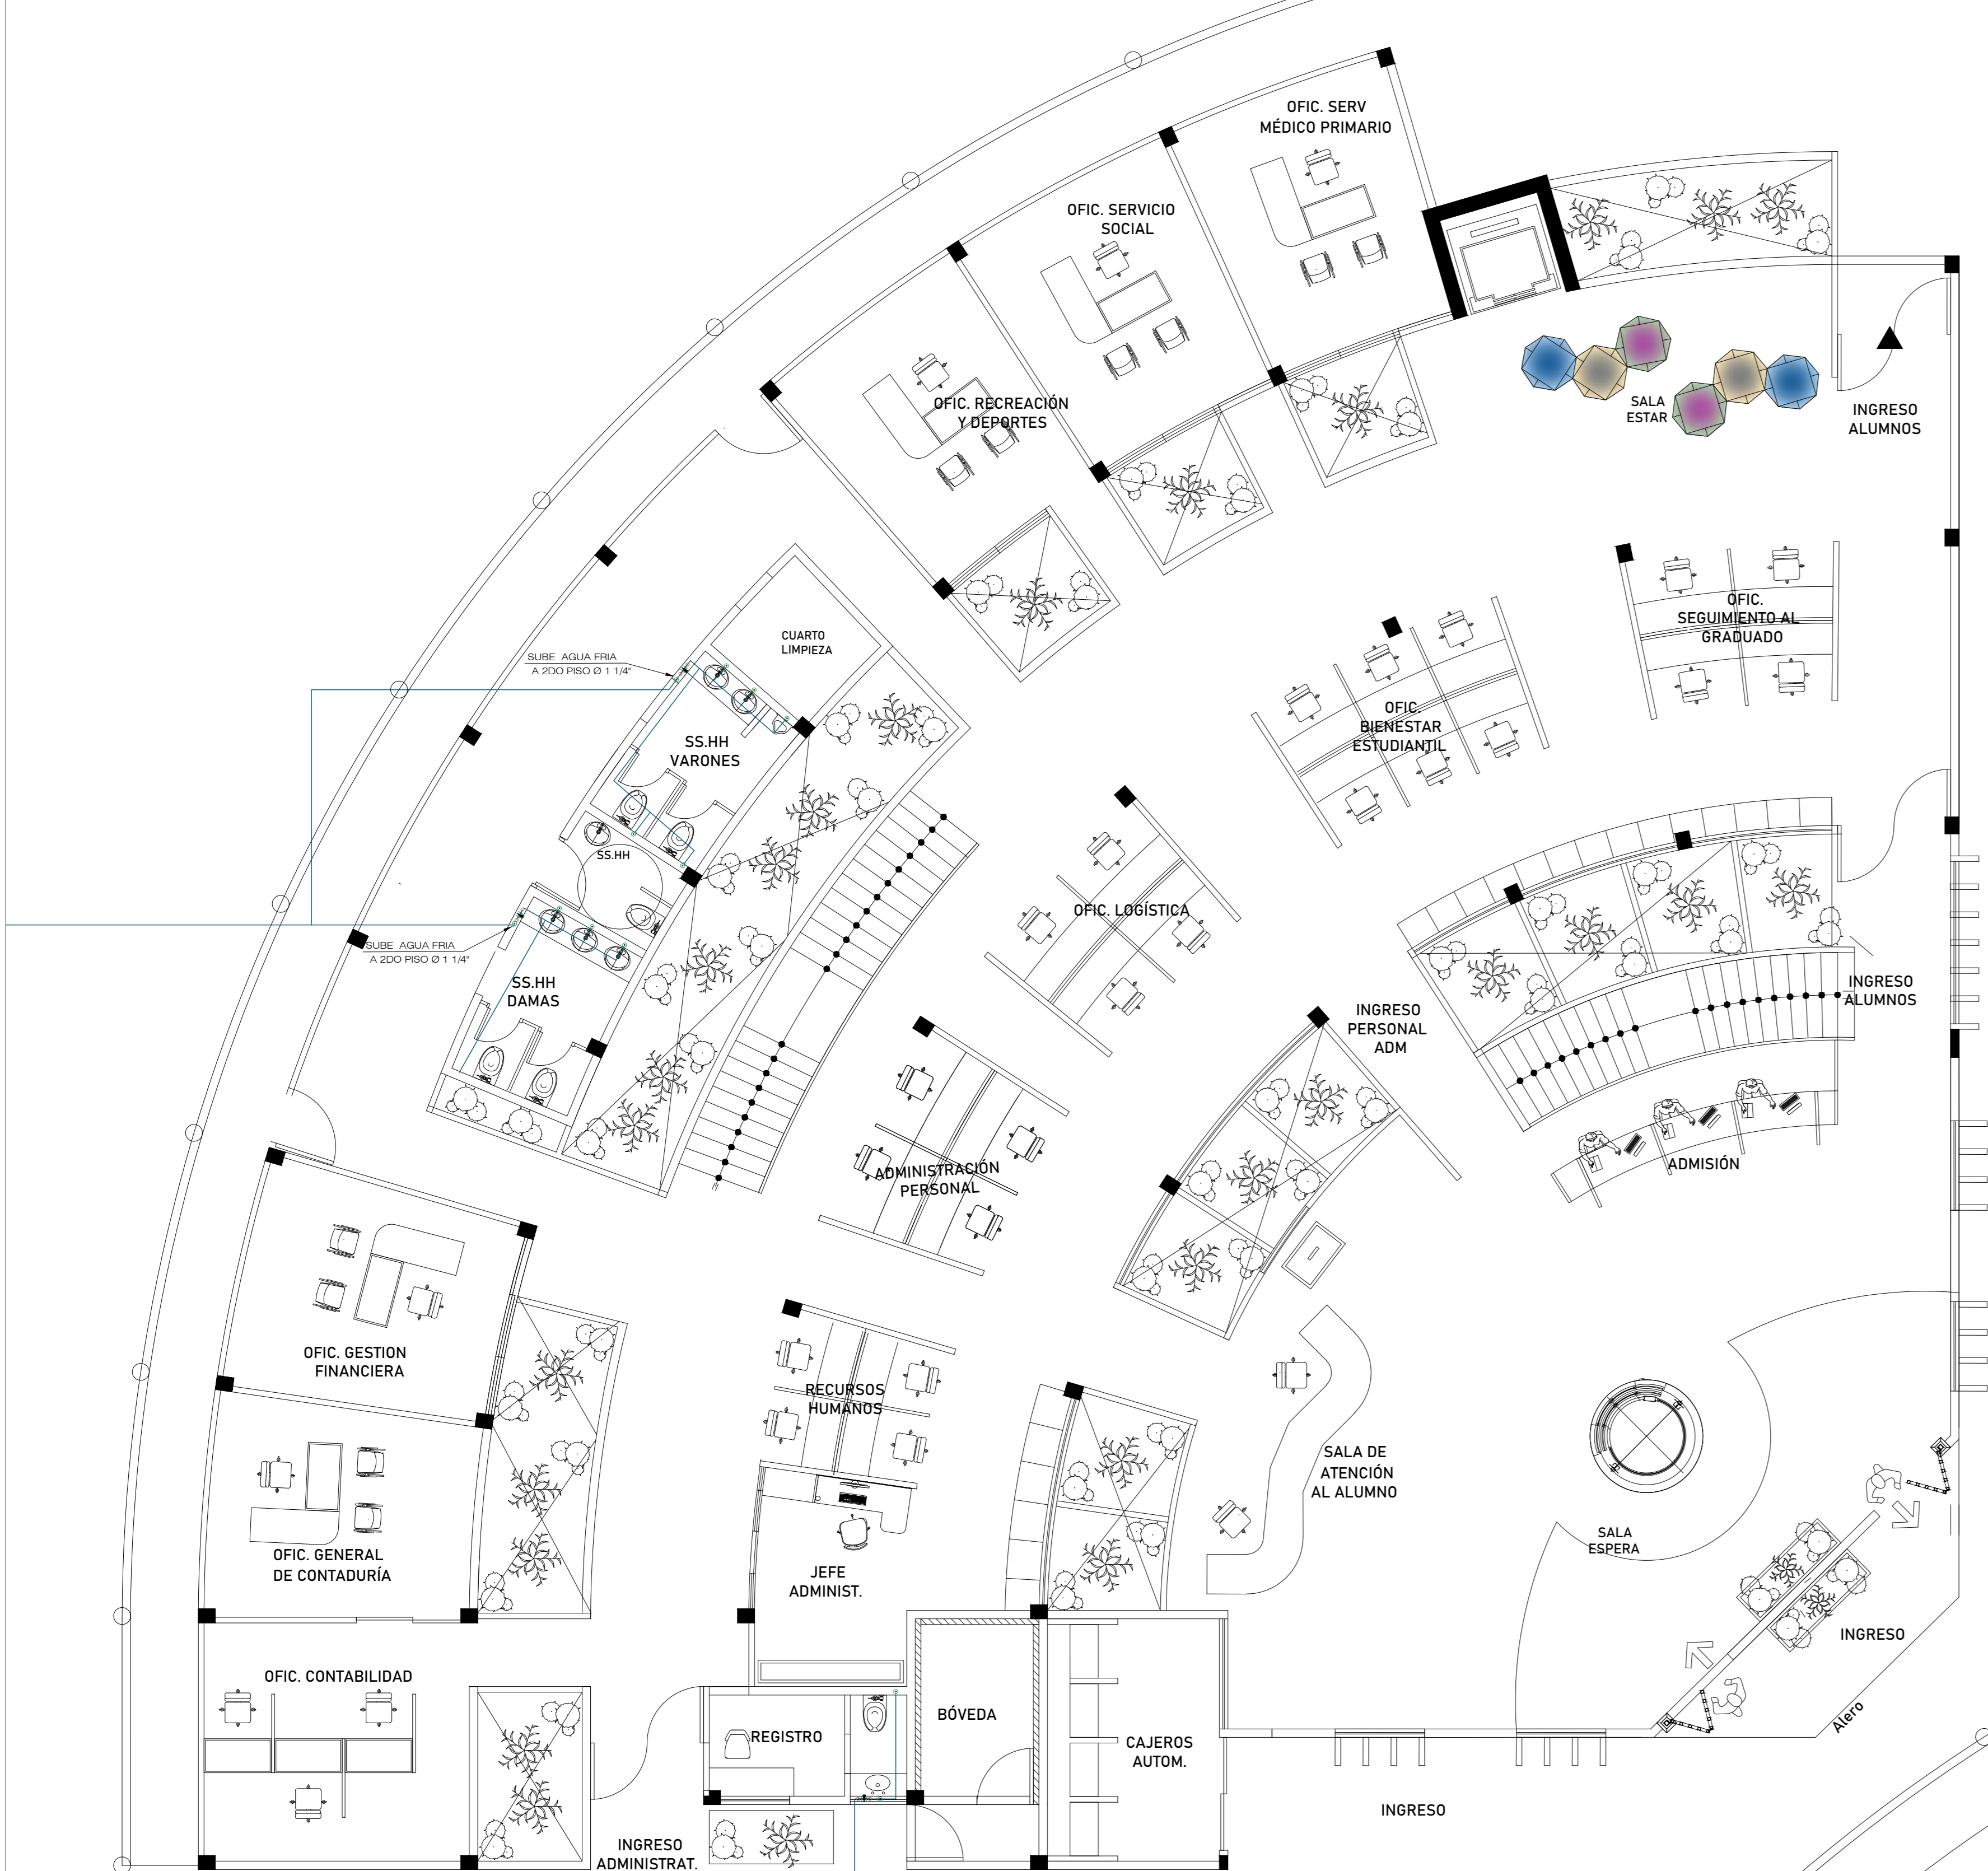 OFIC. SERV
MÉDICO PRIMARIO
OFIC. SERVICIO
SOCIAL
OFIC. RECREACIÓN
Y DEPORTES
SALA
ESTAR
INGRESO
ALUMNOS
OFIC.
SEGUIMIENTO AL
GRADUADO
CUARTO
LIMPIEZA
SUBE AGUA FRIA
A 2DO PISO Ø 1 1/4"
SS.HH
VARONES
OFIC.
BIENESTAR
ESTUDIANTIL
SS.HH
OFIC. LOGÍSTICA
SUBE AGUA FRIA
A 2DO PISO Ø 1 1/4"
SS.HH
DAMAS
INGRESO
ALUMNOS
INGRESO
PERSONAL
ADM
ADMISIÓN
ADMINISTRACIÓN
PERSONAL
OFIC. GESTION
FINANCIERA
RECURSOS
HUMANOS
SALA DE
ATENCIÓN
AL ALUMNO
SALA
ESPERA
OFIC. GENERAL
DE CONTADURÍA
JEFE
ADMINIST.
INGRESO
OFIC. CONTABILIDAD
BÓVEDA
REGISTRO
CAJEROS
AUTOM.
Alero
INGRESO
INGRESO
ADMINISTRAT.